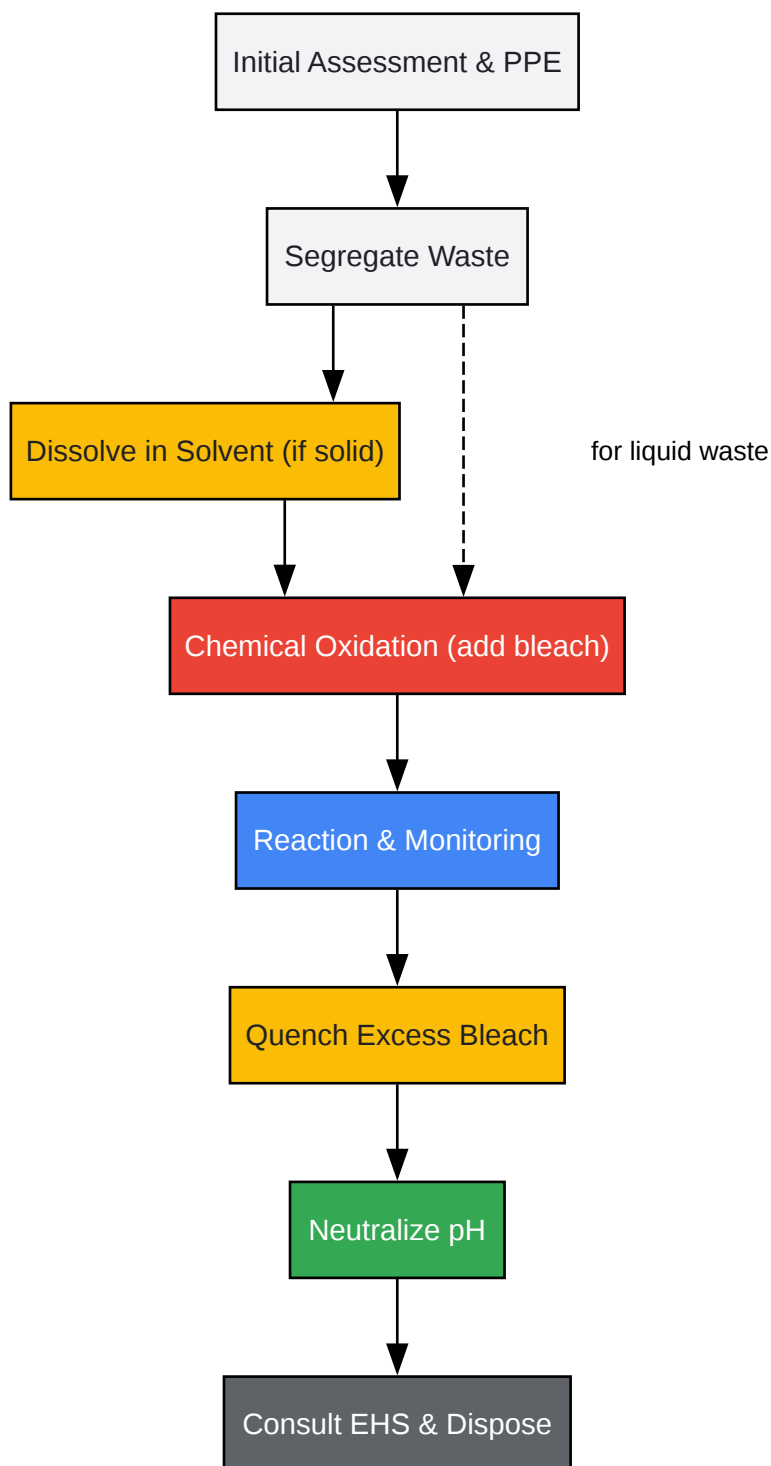 Initial Assessment & PPE
Segregate Waste
Dissolve in Solvent (if solid)
for liquid waste
Chemical Oxidation (add bleach)
Reaction & Monitoring
Quench Excess Bleach
Neutralize pH
Consult EHS & Dispose